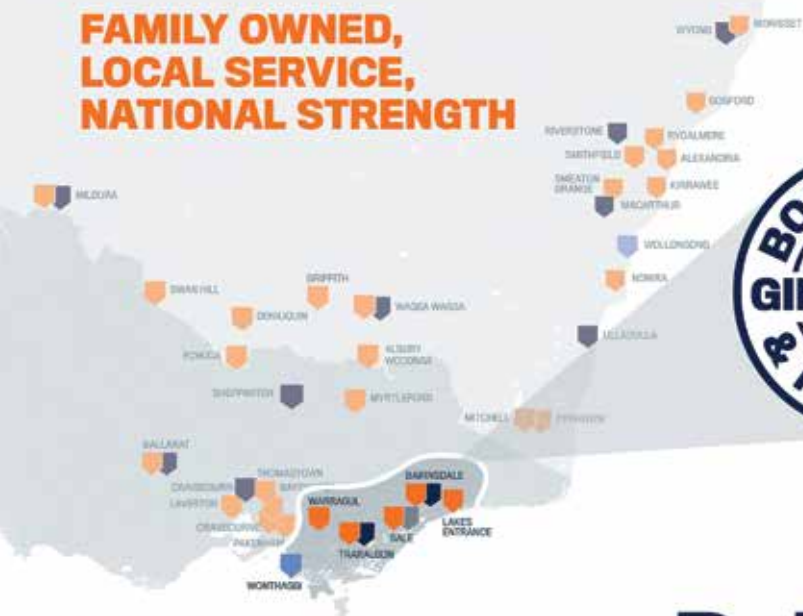 FAMILY OWNED,
LOCAL SERVICE,
NATIONAL STRENGTH
WYONG
MORISSET
GOSFORD
RIVERSTONE
RYDALMERE
SMITHFIELD
ALEXANDRIA
SMEATON
GRANGE
KIRRAWEE
MACARTHUR
MILDURA
WOLLONGONG
NOWRA
SWAN HILL
GRIFFITH
DENILIQUIN
WAGGA WAGGA
ULLADULLA
ECHUCA
ALBURY
WODONGA
SHEPPARTON
MYRTLEFORD
MITCHELL
FYSHWICK
BALLARAT
THOMASTOWN
BAIRNSDALE
LAVERTON
WARRAGUL
CRANBOURNE
PAKENHAM
SALE
LAKES
ENTRANCE
TRARALGON
WONTHAGGI